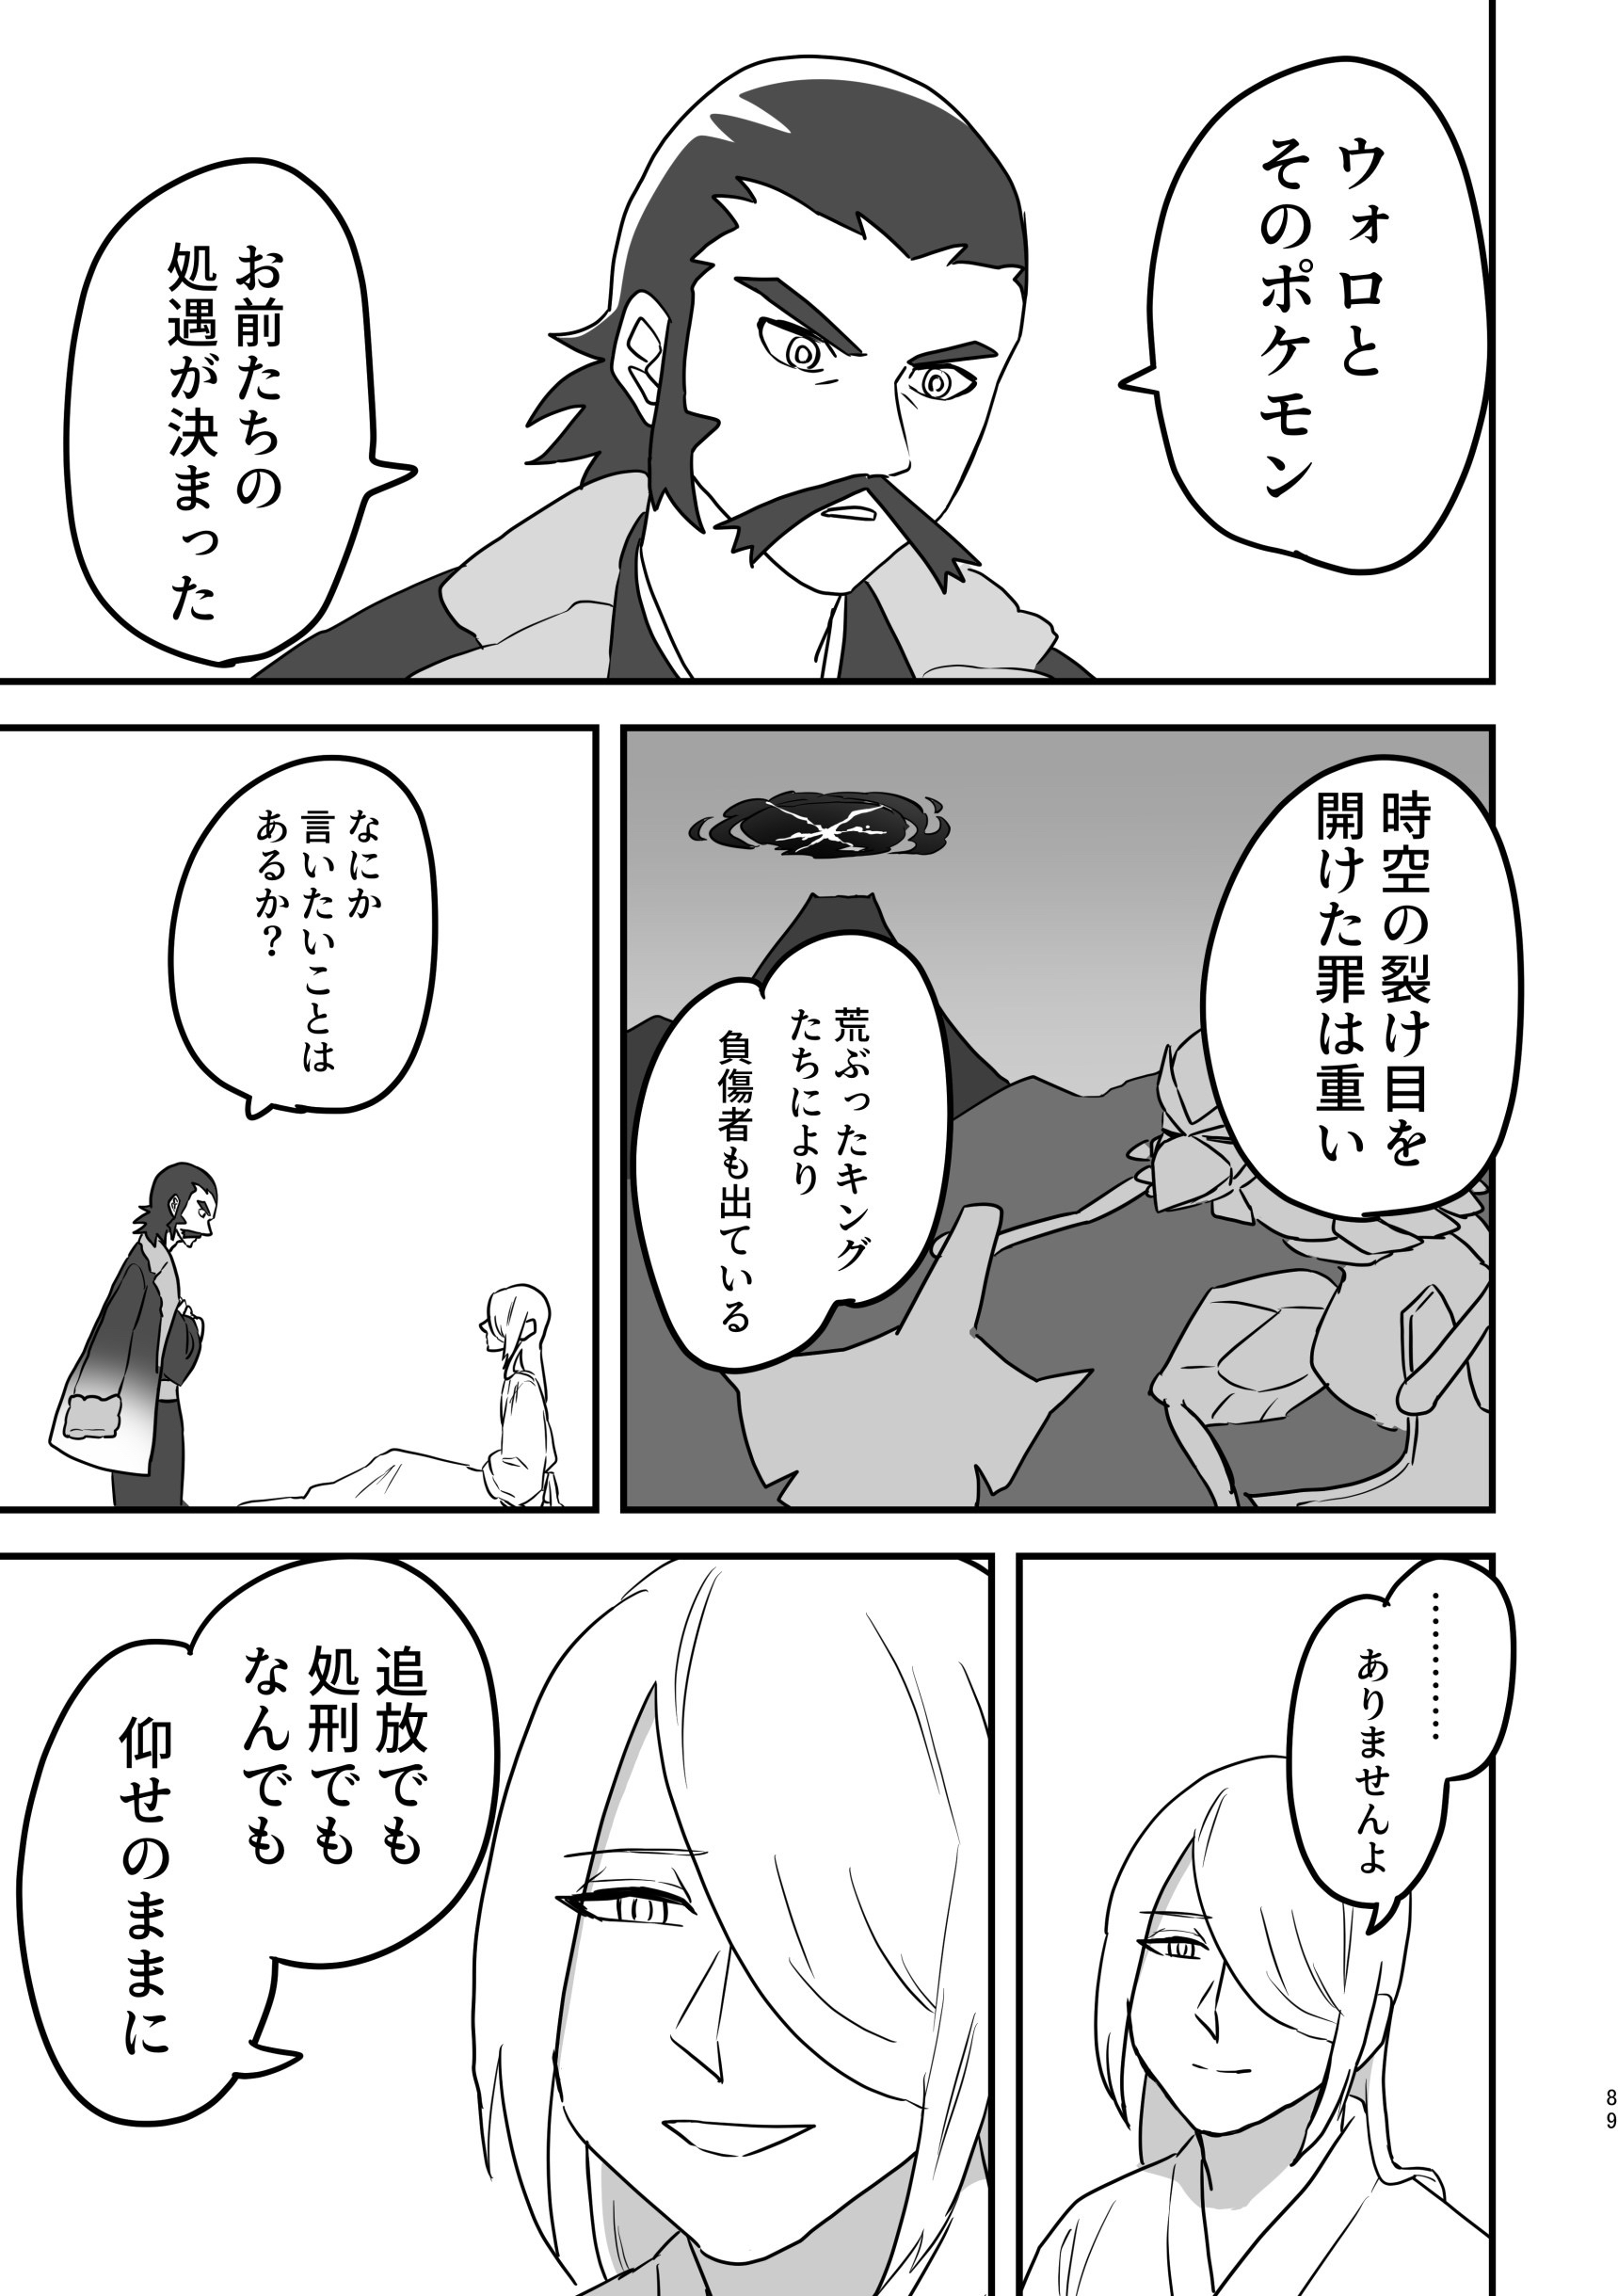 ウォロと
そのポケモン
お前たちの
処遇が決まった
時空の裂け目を
開けた罪は重い
荒ぶったキング
たちにより
負傷者も出ている
なにか
言いたいことは
あるか？
…………
ありませんよ
追放でも
処刑でも
なんでも
仰せのままに
89